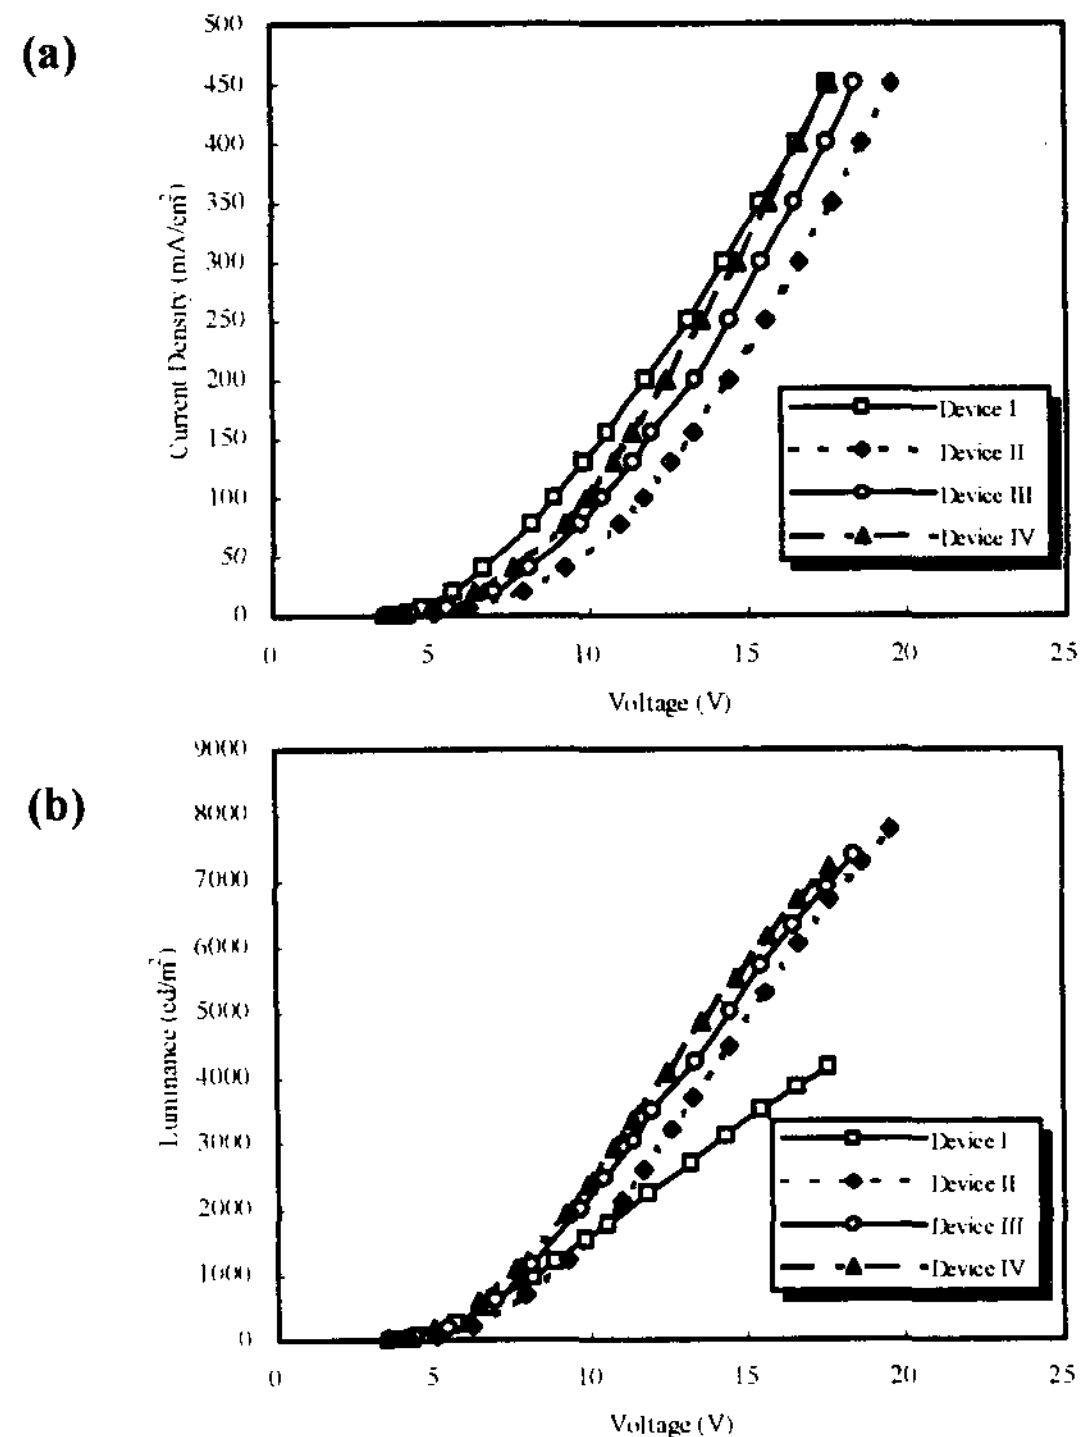 (a)
500
450
400
350
300
250
200
150
100
50
0
Current Density (mA/cm²)
0 5 10 15 20 25
Voltage (V)
Device I
Device II
Device III
Device IV
(b)
9000
8000
7000
6000
5000
4000
3000
2000
1000
0
Luminance (cd/m²)
0 5 10 15 20 25
Voltage (V)
Device I
Device II
Device III
Device IV